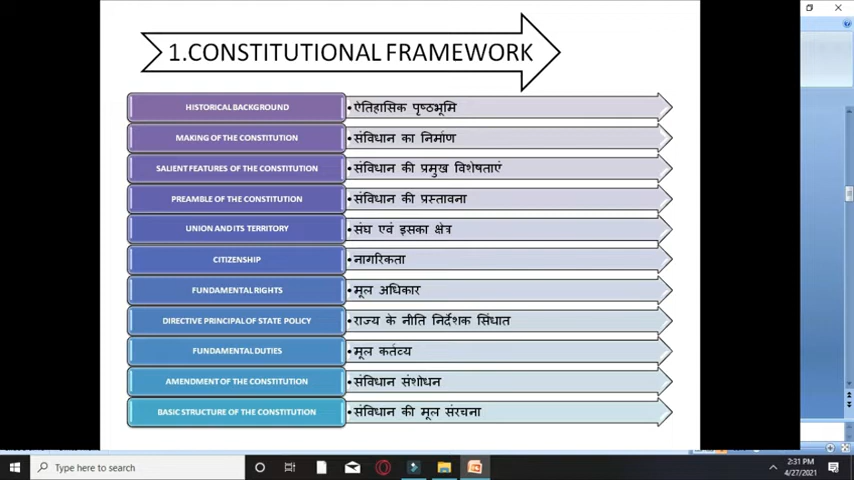 1.CONSTITUTIONAL FRAMEWORK
HISTORICAL BACKGROUND
•ऐतिहासिक पृष्ठभूमि
MAKING OF THE CONSTITUTION
•संविधान का निर्माण
SALIENT FEATURES OF THE CONSTITUTION
•संविधान की प्रमुख विशेषताएं
PREAMBLE OF THE CONSTITUTION
•संविधान की प्रस्तावना
UNION AND ITS TERRITORY
•संघ एवं इसका क्षेत्र
CITIZENSHIP
•नागरिकता
FUNDAMENTAL RIGHTS
•मूल अधिकार
DIRECTIVE PRINCIPAL OF STATE POLICY
•राज्य के नीति निर्देशक सिंधात
FUNDAMENTAL DUTIES
•मूल कर्तव्य
AMENDMENT OF THE CONSTITUTION
•संविधान संशोधन
BASIC STRUCTURE OF THE CONSTITUTION
•संविधान की मूल संरचना
Type here to search
2:31 PM
4/27/2021